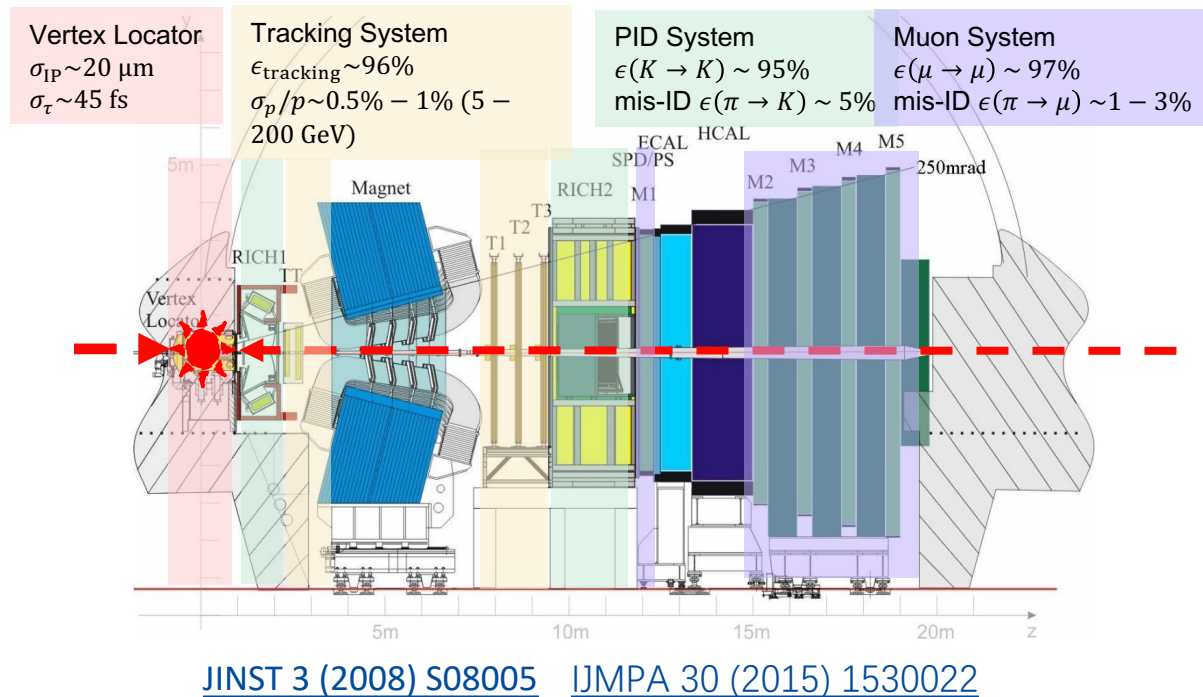 Vertex Locator
σ_IP~20 μm
σ_τ~45 fs
Tracking System
ϵ_tracking~96%
σ_p/p~0.5% − 1% (5 −
200 GeV)
PID System
ϵ(K → K) ~ 95%
mis-ID ϵ(π → K) ~ 5%
Muon System
ϵ(μ → μ) ~ 97%
mis-ID ϵ(π → μ) ~1 − 3%
y
5m
Magnet
RICH1
TT
Vertex
Locator
T1
T2
T3
RICH2
SPD/PS
M1
ECAL
HCAL
M2
M3
M4
M5
250mrad
5m
10m
15m
20m
z
JINST 3 (2008) S08005
IJMPA 30 (2015) 1530022